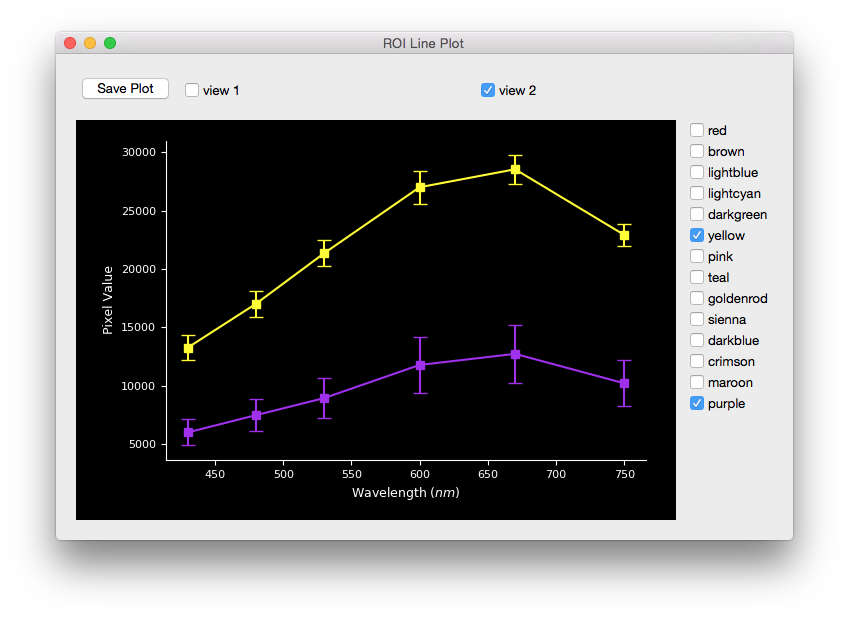 ROI Line Plot
Save Plot
view 1
view 2
red
brown
lightblue
lightcyan
darkgreen
yellow
pink
teal
goldenrod
sienna
darkblue
crimson
maroon
purple
30000
25000
20000
15000
10000
5000
Pixel Value
450 500 550 600 650 700 750
Wavelength (nm)